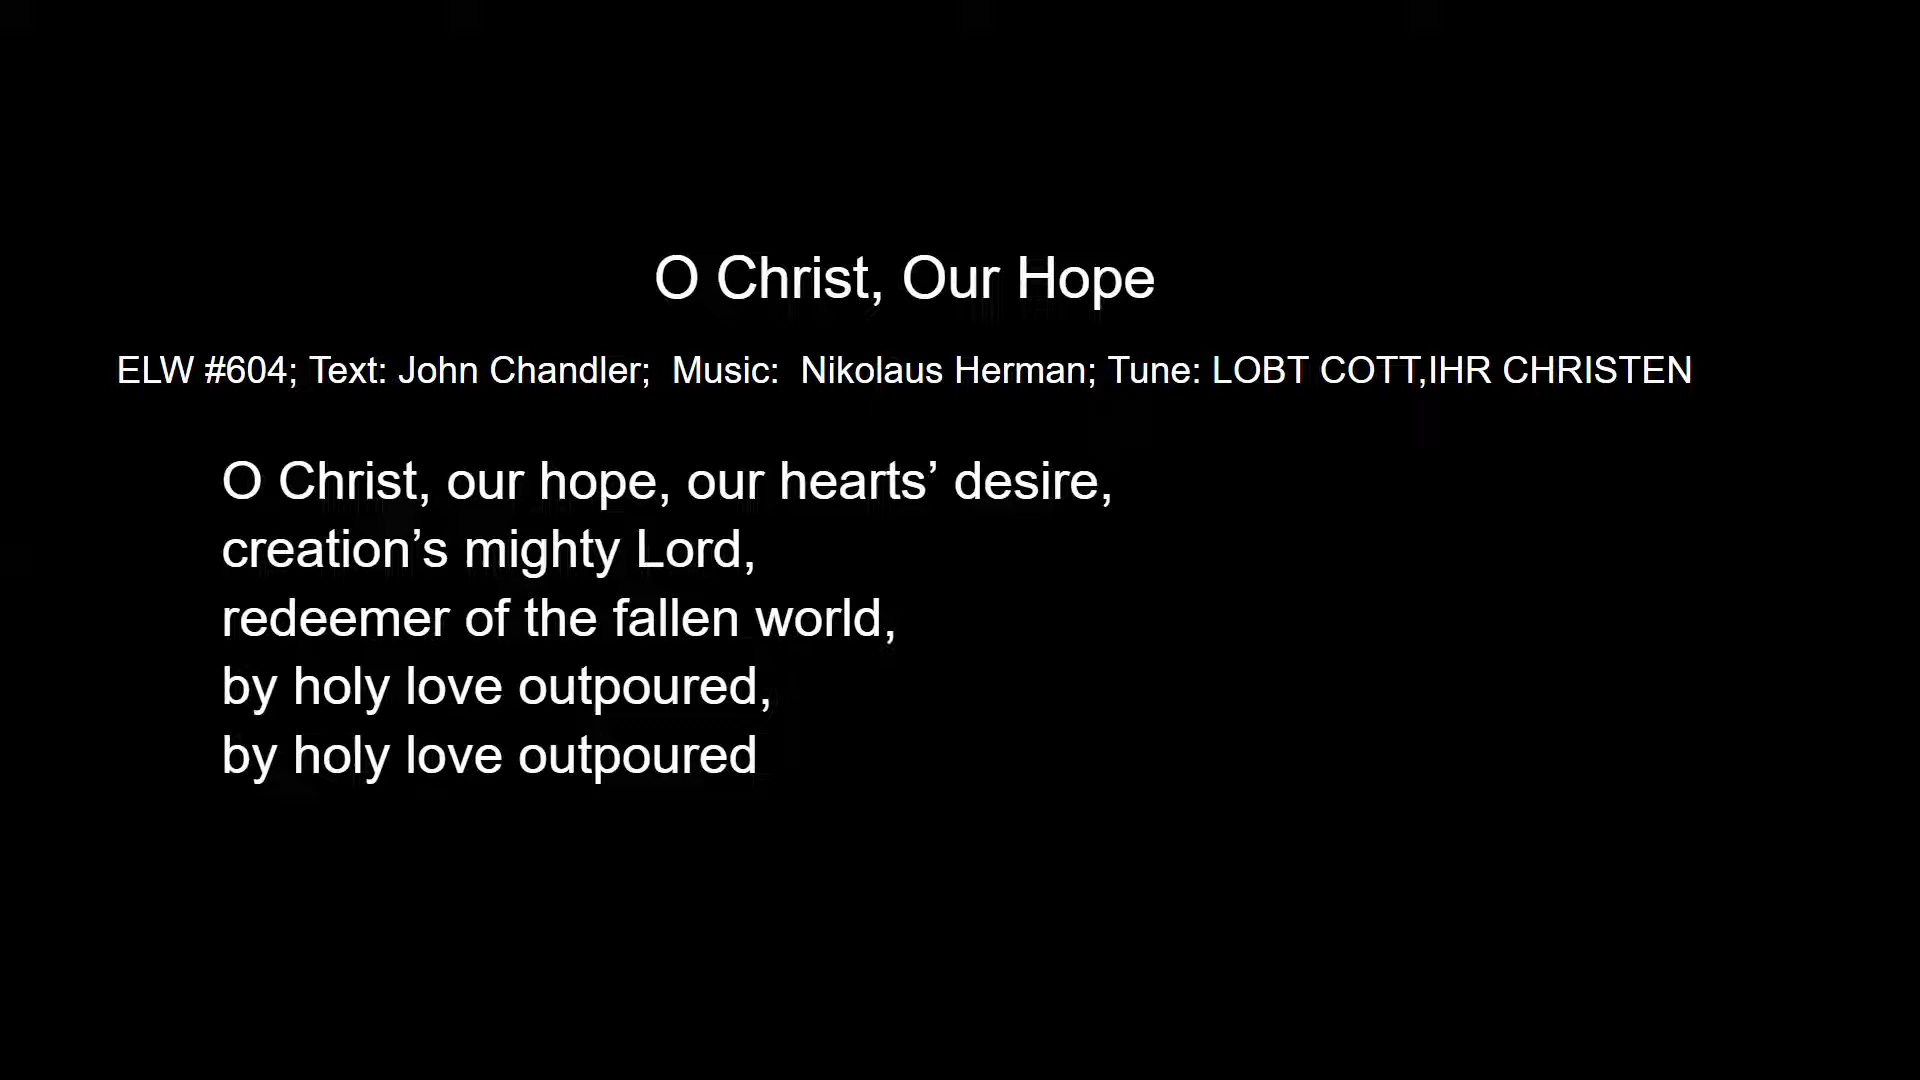 O Christ, Our Hope
ELW #604; Text: John Chandler;  Music:  Nikolaus Herman; Tune: LOBT COTT,IHR CHRISTEN
O Christ, our hope, our hearts’ desire,
creation’s mighty Lord,
redeemer of the fallen world,
by holy love outpoured,
by holy love outpoured